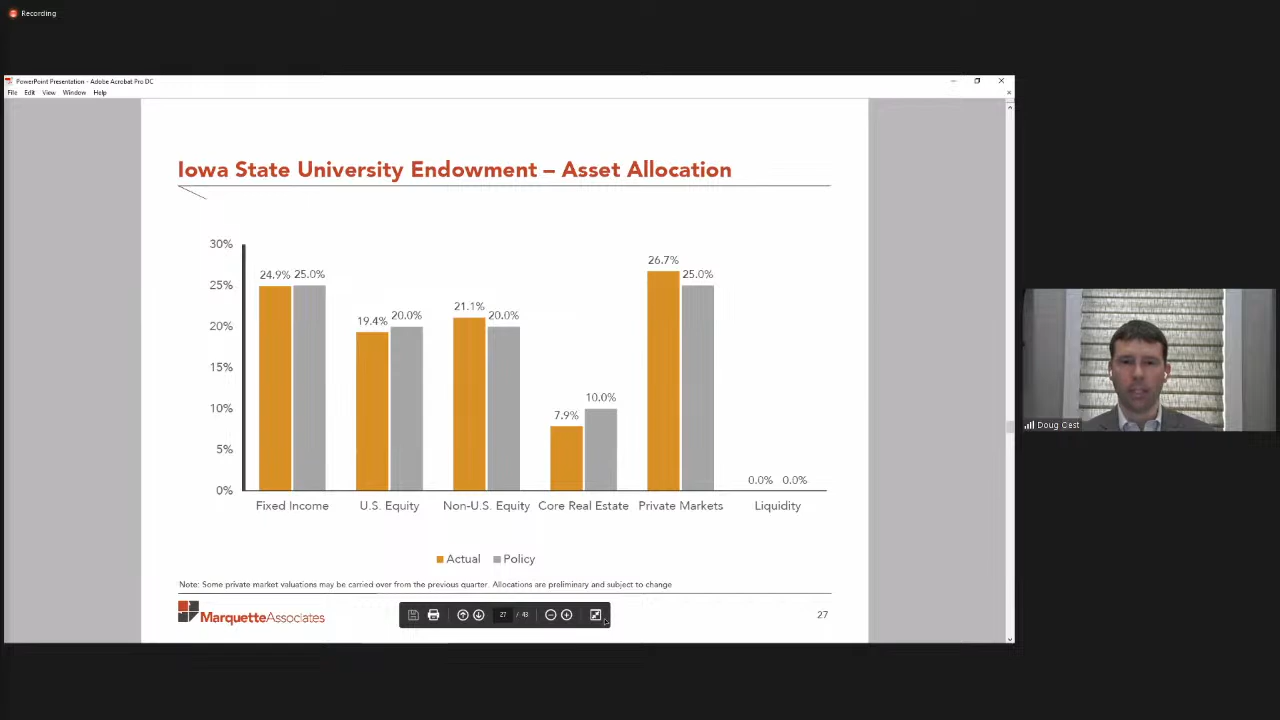 Recording
PowerPoint Presentation - Adobe Acrobat Pro DC
File Edit View Window Help
Iowa State University Endowment – Asset Allocation
30%
25%
20%
15%
10%
5%
0%
24.9% 25.0%
19.4% 20.0%
21.1% 20.0%
7.9% 10.0%
26.7% 25.0%
0.0% 0.0%
Fixed Income U.S. Equity Non-U.S. Equity Core Real Estate Private Markets Liquidity
Actual Policy
Note: Some private market valuations may be carried over from the previous quarter. Allocations are preliminary and subject to change
MarquetteAssociates
27 / 43
27
Doug Oest